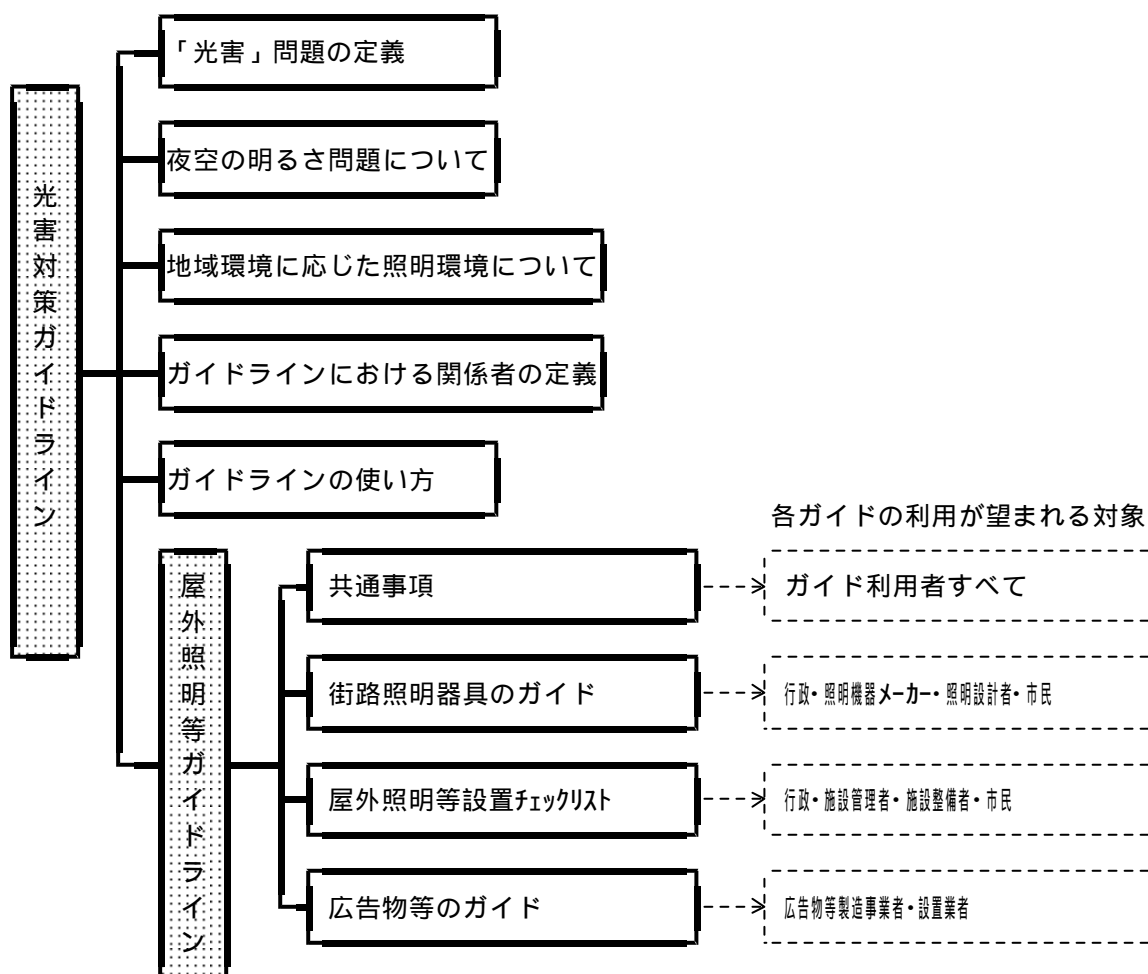 光害対策ガイドライン
「光害」問題の定義
夜空の明るさ問題について
地域環境に応じた照明環境について
ガイドラインにおける関係者の定義
ガイドラインの使い方
屋外照明等ガイドライン
各ガイドの利用が望まれる対象
共通事項
ガイド利用者すべて
街路照明器具のガイド
行政・照明機器メーカー・照明設計者・市民
屋外照明等設置チェックリスト
行政・施設管理者・施設整備者・市民
広告物等のガイド
広告物等製造事業者・設置業者